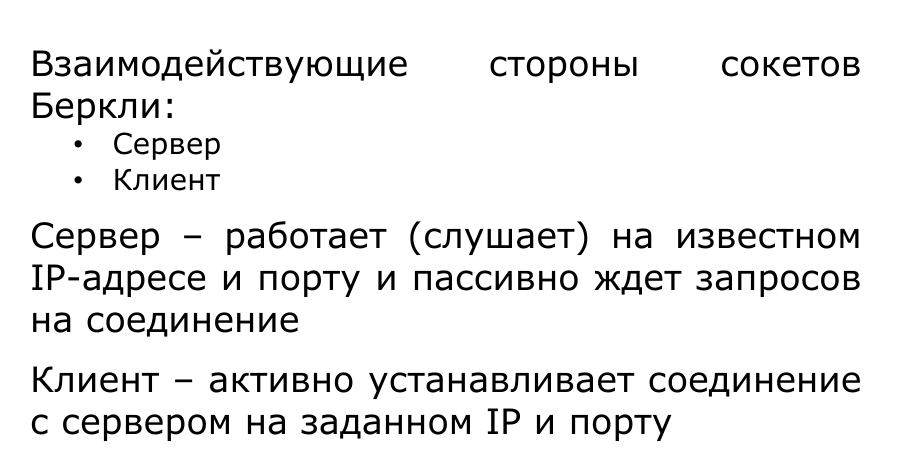 Взаимодействующие стороны сокетов
Беркли:
• Сервер
• Клиент
Сервер – работает (слушает) на известном
IP-адресе и порту и пассивно ждет запросов
на соединение
Клиент – активно устанавливает соединение
с сервером на заданном IP и порту